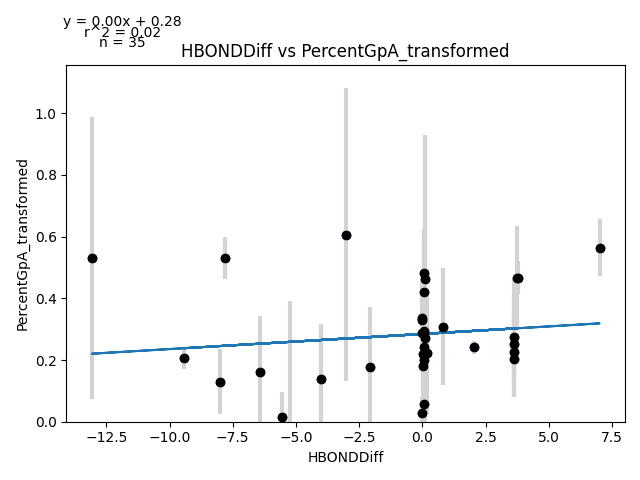 y = 0.00x + 0.28
r^2 = 0.02
n = 35
HBONDDiff vs PercentGpA_transformed
PercentGpA_transformed
1.0
0.8
0.6
0.4
0.2
0.0
−12.5 −10.0 −7.5 −5.0 −2.5 0.0 2.5 5.0 7.5
HBONDDiff